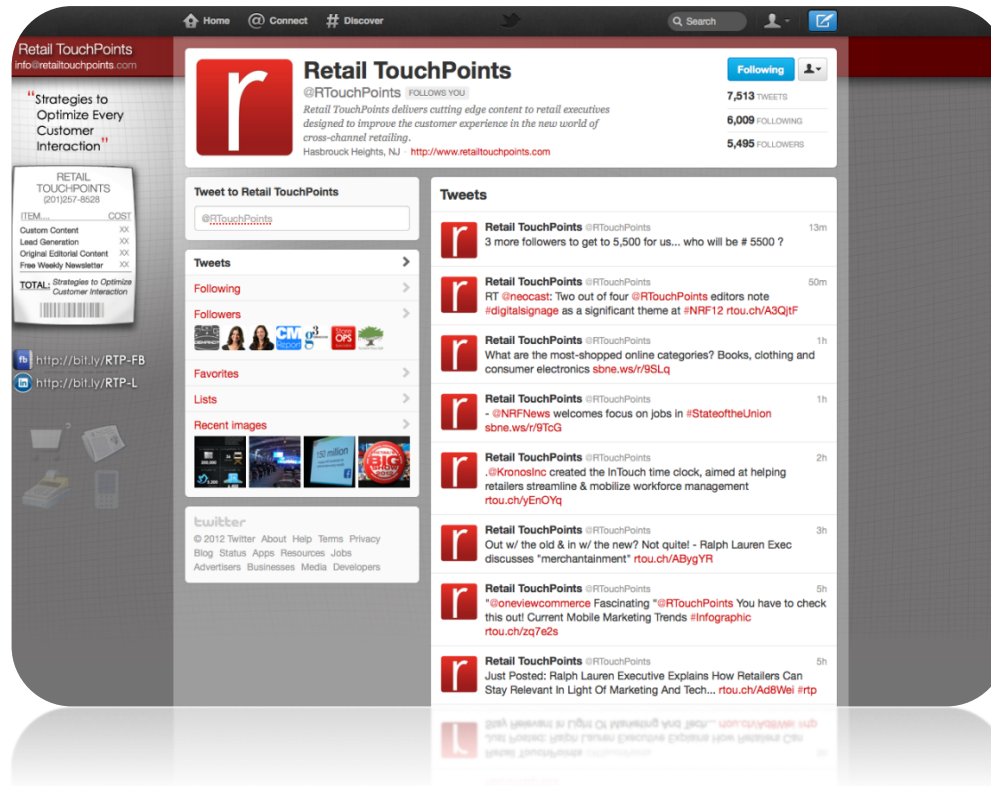 Home @ Connect # Discover Search
Retail TouchPoints
info@retailtouchpoints.com
"Strategies to
Optimize Every
Customer
Interaction"
RETAIL
TOUCHPOINTS
(201)257-8528
ITEM.... COST
Custom Content XX
Lead Generation XX
Original Editorial Content XX
Free Weekly Newsletter XX
TOTAL: Strategies to Optimize
Customer Interaction
fb http://bit.ly/RTP-FB
in http://bit.ly/RTP-L
r
Retail TouchPoints
@RTouchPoints FOLLOWS YOU
Retail TouchPoints delivers cutting edge content to retail executives
designed to improve the customer experience in the new world of
cross-channel retailing.
Hasbrouck Heights, NJ · http://www.retailtouchpoints.com
Following
7,513 TWEETS
6,009 FOLLOWING
5,495 FOLLOWERS
Tweet to Retail TouchPoints
@RTouchPoints
Tweets
Following
Followers
CM
Report
g3
Store
OPS
Favorites
Lists
Recent images
150 million
BIG
twitter
© 2012 Twitter About Help Terms Privacy
Blog Status Apps Resources Jobs
Advertisers Businesses Media Developers
Tweets
Retail TouchPoints @RTouchPoints 13m
3 more followers to get to 5,500 for us... who will be # 5500 ?
Retail TouchPoints @RTouchPoints 50m
RT @neocast: Two out of four @RTouchPoints editors note
#digitalsignage as a significant theme at #NRF12 rtou.ch/A3QjtF
Retail TouchPoints @RTouchPoints 1h
What are the most-shopped online categories? Books, clothing and
consumer electronics sbne.ws/r/9SLq
Retail TouchPoints @RTouchPoints 1h
- @NRFNews welcomes focus on jobs in #StateoftheUnion
sbne.ws/r/9TcG
Retail TouchPoints @RTouchPoints 2h
.@KronosInc created the InTouch time clock, aimed at helping
retailers streamline & mobilize workforce management
rtou.ch/yEnOYq
Retail TouchPoints @RTouchPoints 3h
Out w/ the old & in w/ the new? Not quite! - Ralph Lauren Exec
discusses "merchantainment" rtou.ch/ABygYR
Retail TouchPoints @RTouchPoints 5h
"@oneviewcommerce Fascinating "@RTouchPoints You have to check
this out! Current Mobile Marketing Trends #Infographic
rtou.ch/zq7e2s
Retail TouchPoints @RTouchPoints 5h
Just Posted: Ralph Lauren Executive Explains How Retailers Can
Stay Relevant In Light Of Marketing And Tech... rtou.ch/Ad8Wei #rtp